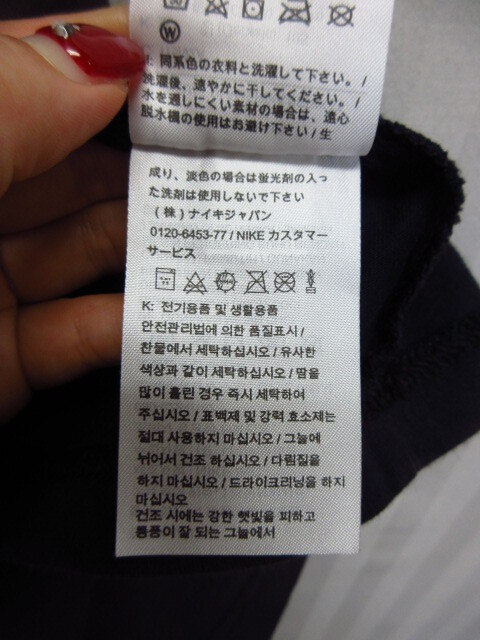 W
: 同系色の衣料と洗濯して下さい。/
洗濯後、速やかに干してください。/
水を通しにくい素材の場合は、遠心
脱水機の使用はお避け下さい / 生
成り、淡色の場合は蛍光剤の入っ
た洗剤は使用しないで下さい
(株)ナイキジャパン
0120-6453-77 / NIKE カスタマー
サービス
K: 전기용품 및 생활용품
안전관리법에 의한 품질표시 /
찬물에서 세탁하십시오 / 유사한
색상과 같이 세탁하십시오 / 땀을
많이 흘린 경우 즉시 세탁하여
주십시오 / 표백제 및 강력 효소제는
절대 사용하지 마십시오 / 그늘에
뉘어서 건조 하십시오 / 다림질을
하지 마십시오 / 드라이크리닝을 하지
마십시오
건조 시에는 강한 햇빛을 피하고
통풍이 잘 되는 그늘에서